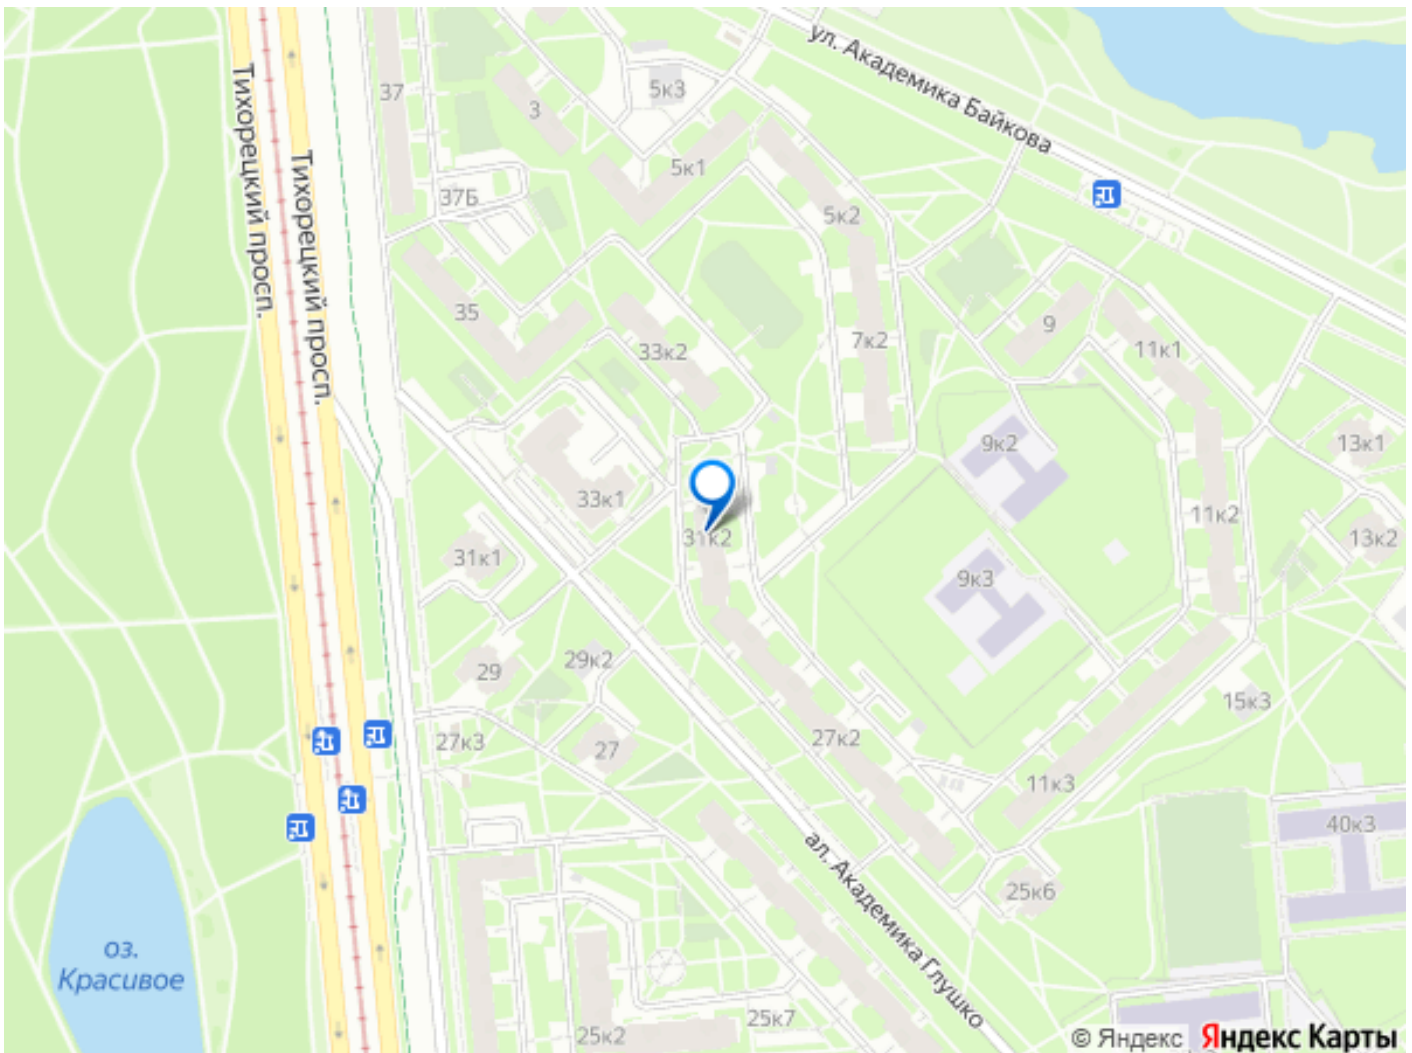 ул. Академика Байкова
Тихорецкий просп.
Тихорецкий просп.
37
3
5к3
5к1
37Б
5к2
35
33к2
7к2
9
11к1
9к2
13к1
33к1
31к2
11к2
13к2
31к1
9к3
29
29к2
15к3
27к3
27
27к2
11к3
40к3
ал. Академика Глушко
25к6
оз.
Красивое
25к7
25к2
© Яндекс Яндекс Карты